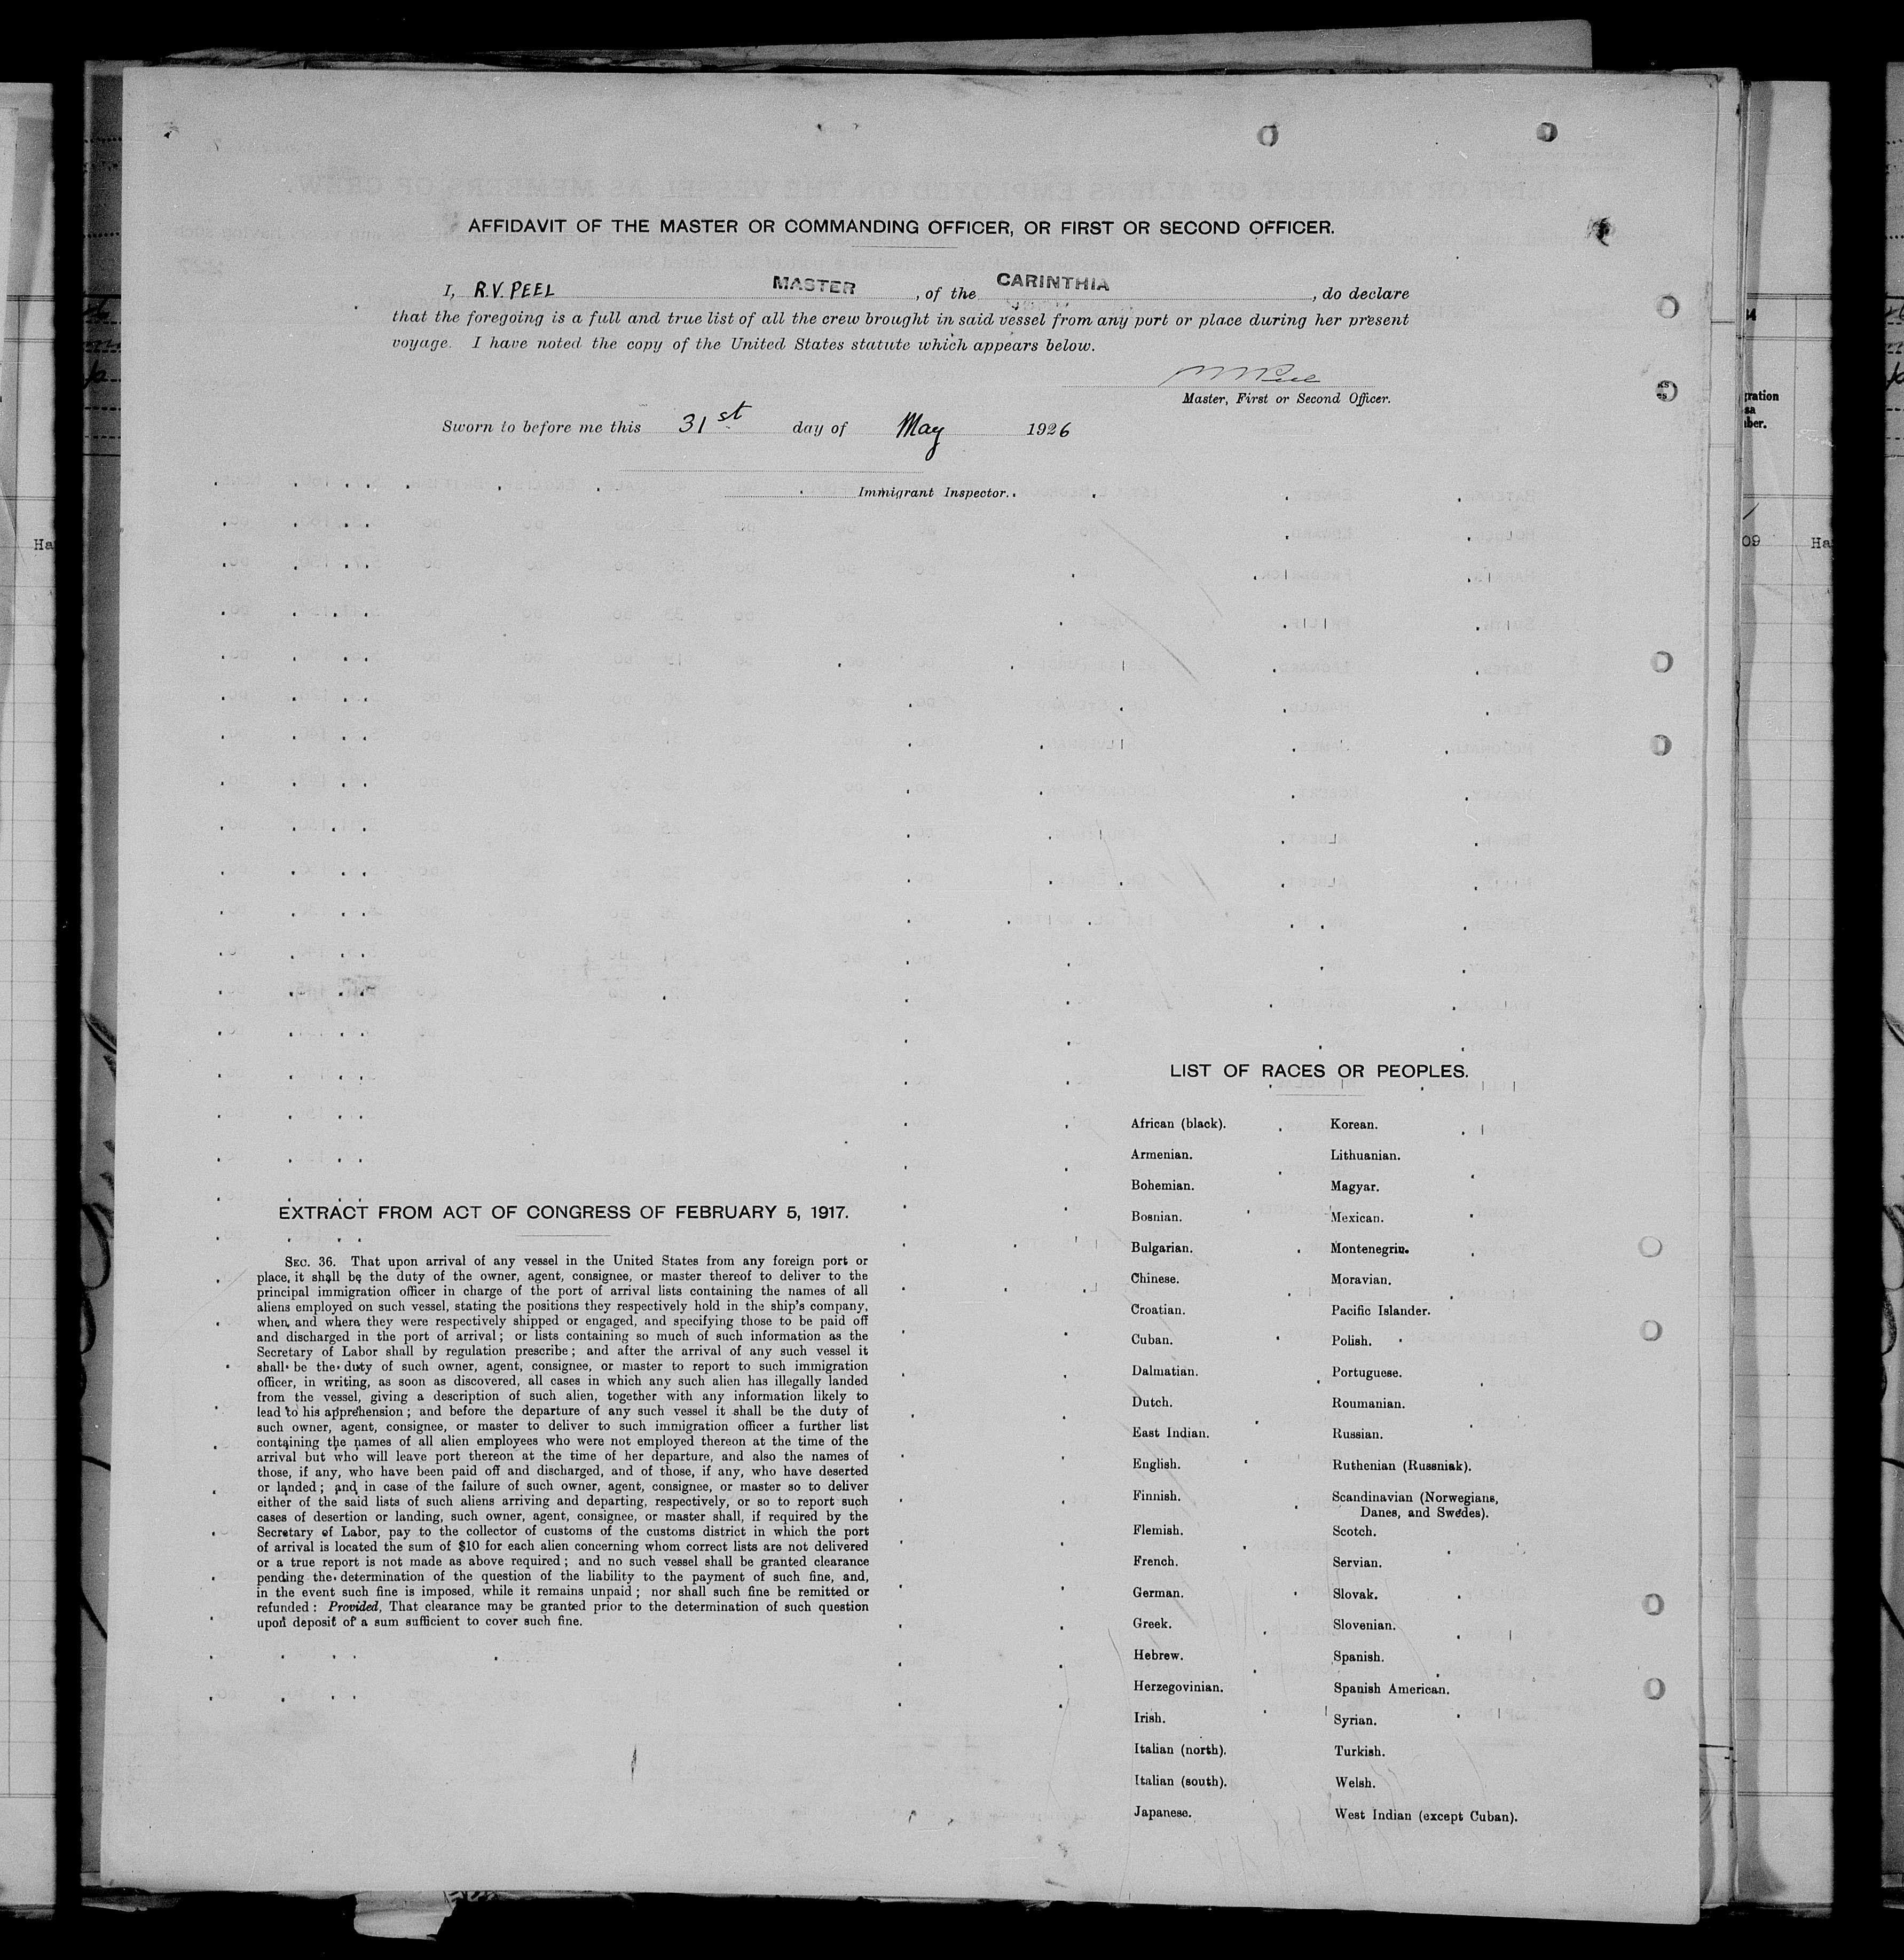 AFFIDAVIT OF THE MASTER OR COMMANDING OFFICER, OR FIRST OR SECOND OFFICER.
I, R.V. PEEL MASTER, of the CARINTHIA, do declare
that the foregoing is a full and true list of all the crew brought in said vessel from any port or place during her present
voyage. I have noted the copy of the United States statute which appears below.
Master, First or Second Officer.
Sworn to before me this 31st day of May 1926
Immigrant Inspector.
LIST OF RACES OR PEOPLES.
African (black). Korean.
Armenian. Lithuanian.
Bohemian. Magyar.
Bosnian. Mexican.
Bulgarian. Montenegrin.
Chinese. Moravian.
Croatian. Pacific Islander.
Cuban. Polish.
Dalmatian. Portuguese.
Dutch. Roumanian.
East Indian. Russian.
English. Ruthenian (Russniak).
Finnish. Scandinavian (Norwegians,
Danes, and Swedes).
Flemish. Scotch.
French. Servian.
German. Slovak.
Greek. Slovenian.
Hebrew. Spanish.
Herzegovinian. Spanish American.
Irish. Syrian.
Italian (north). Turkish.
Italian (south). Welsh.
Japanese. West Indian (except Cuban).
EXTRACT FROM ACT OF CONGRESS OF FEBRUARY 5, 1917.
SEC. 36. That upon arrival of any vessel in the United States from any foreign port or
place, it shall be the duty of the owner, agent, consignee, or master thereof to deliver to the
principal immigration officer in charge of the port of arrival lists containing the names of all
aliens employed on such vessel, stating the positions they respectively hold in the ship's company,
when and where they were respectively shipped or engaged, and specifying those to be paid off
and discharged in the port of arrival; or lists containing so much of such information as the
Secretary of Labor shall by regulation prescribe; and after the arrival of any such vessel it
shall be the duty of such owner, agent, consignee, or master to report to such immigration
officer, in writing, as soon as discovered, all cases in which any such alien has illegally landed
from the vessel, giving a description of such alien, together with any information likely to
lead to his apprehension; and before the departure of any such vessel it shall be the duty of
such owner, agent, consignee, or master to deliver to such immigration officer a further list
containing the names of all alien employees who were not employed thereon at the time of the
arrival but who will leave port thereon at the time of her departure, and also the names of
those, if any, who have been paid off and discharged, and of those, if any, who have deserted
or landed; and in case of the failure of such owner, agent, consignee, or master so to deliver
either of the said lists of such aliens arriving and departing, respectively, or so to report such
cases of desertion or landing, such owner, agent, consignee, or master shall, if required by the
Secretary of Labor, pay to the collector of customs of the customs district in which the port
of arrival is located the sum of $10 for each alien concerning whom correct lists are not delivered
or a true report is not made as above required; and no such vessel shall be granted clearance
pending the determination of the question of the liability to the payment of such fine, and,
in the event such fine is imposed, while it remains unpaid; nor shall such fine be remitted or
refunded: Provided, That clearance may be granted prior to the determination of such question
upon deposit of a sum sufficient to cover such fine.